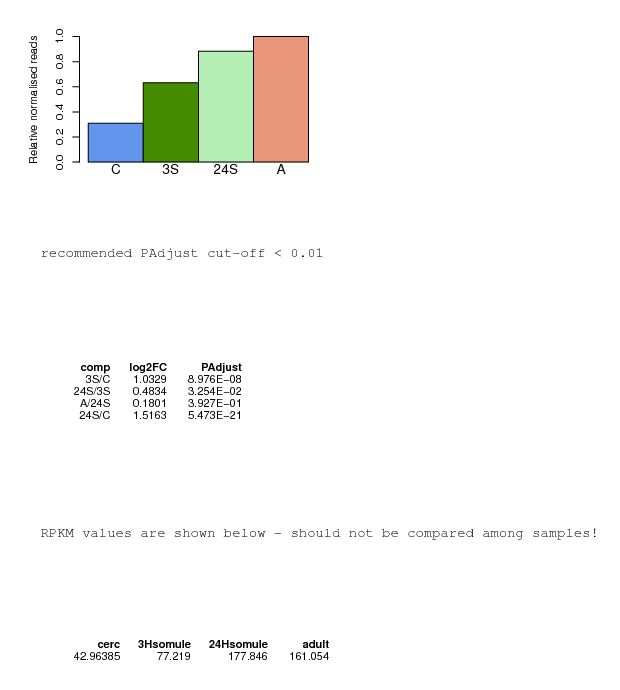 Relative normalised reads
1.0
0.8
0.6
0.4
0.2
0.0
C 3S 24S A
recommended PAdjust cut-off < 0.01
comp log2FC PAdjust
3S/C 1.0329 8.976E-08
24S/3S 0.4834 3.254E-02
A/24S 0.1801 3.927E-01
24S/C 1.5163 5.473E-21
RPKM values are shown below - should not be compared among samples!
cerc 3Hsomule 24Hsomule adult
42.96385 77.219 177.846 161.054